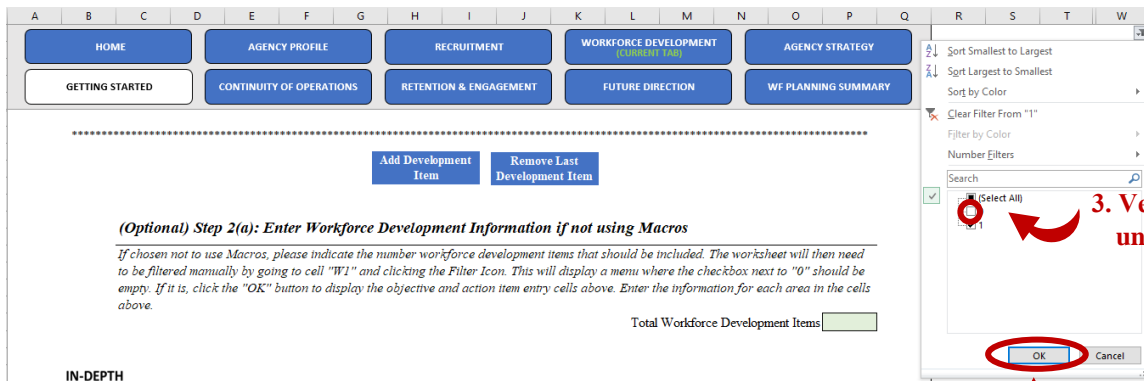 A B C D E F G H I J K L M N O P Q R S T W
HOME AGENCY PROFILE RECRUITMENT WORKFORCE DEVELOPMENT AGENCY STRATEGY
(CURRENT TAB)
GETTING STARTED CONTINUITY OF OPERATIONS RETENTION & ENGAGEMENT FUTURE DIRECTION WF PLANNING SUMMARY
Add Development
Item
Remove Last
Development Item
(Optional) Step 2(a): Enter Workforce Development Information if not using Macros
If chosen not to use Macros, please indicate the number workforce development items that should be included. The worksheet will then need
to be filtered manually by going to cell "W1" and clicking the Filter Icon. This will display a menu where the checkbox next to "0" should be
empty. If it is, click the "OK" button to display the objective and action item entry cells above. Enter the information for each area in the cells
above.
Total Workforce Development Items
IN-DEPTH
Sort Smallest to Largest
Sort Largest to Smallest
Sort by Color
Clear Filter From "1"
Filter by Color
Number Filters
Search
(Select All)
1
3. Ve
un
OK Cancel